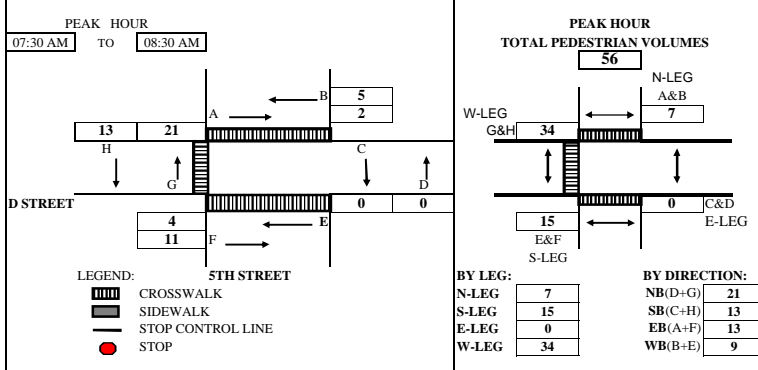 PEAK HOUR
07:30 AM TO 08:30 AM
B 5
A 2
13 21
H C
G D
D STREET 0 0
4 E
11 F
LEGEND: 5TH STREET
CROSSWALK
SIDEWALK
STOP CONTROL LINE
STOP
PEAK HOUR
TOTAL PEDESTRIAN VOLUMES
56
N-LEG
W-LEG A&B
G&H 34 7
15 0 C&D
E&F E-LEG
S-LEG
BY LEG: BY DIRECTION:
N-LEG 7 NB(D+G) 21
S-LEG 15 SB(C+H) 13
E-LEG 0 EB(A+F) 13
W-LEG 34 WB(B+E) 9